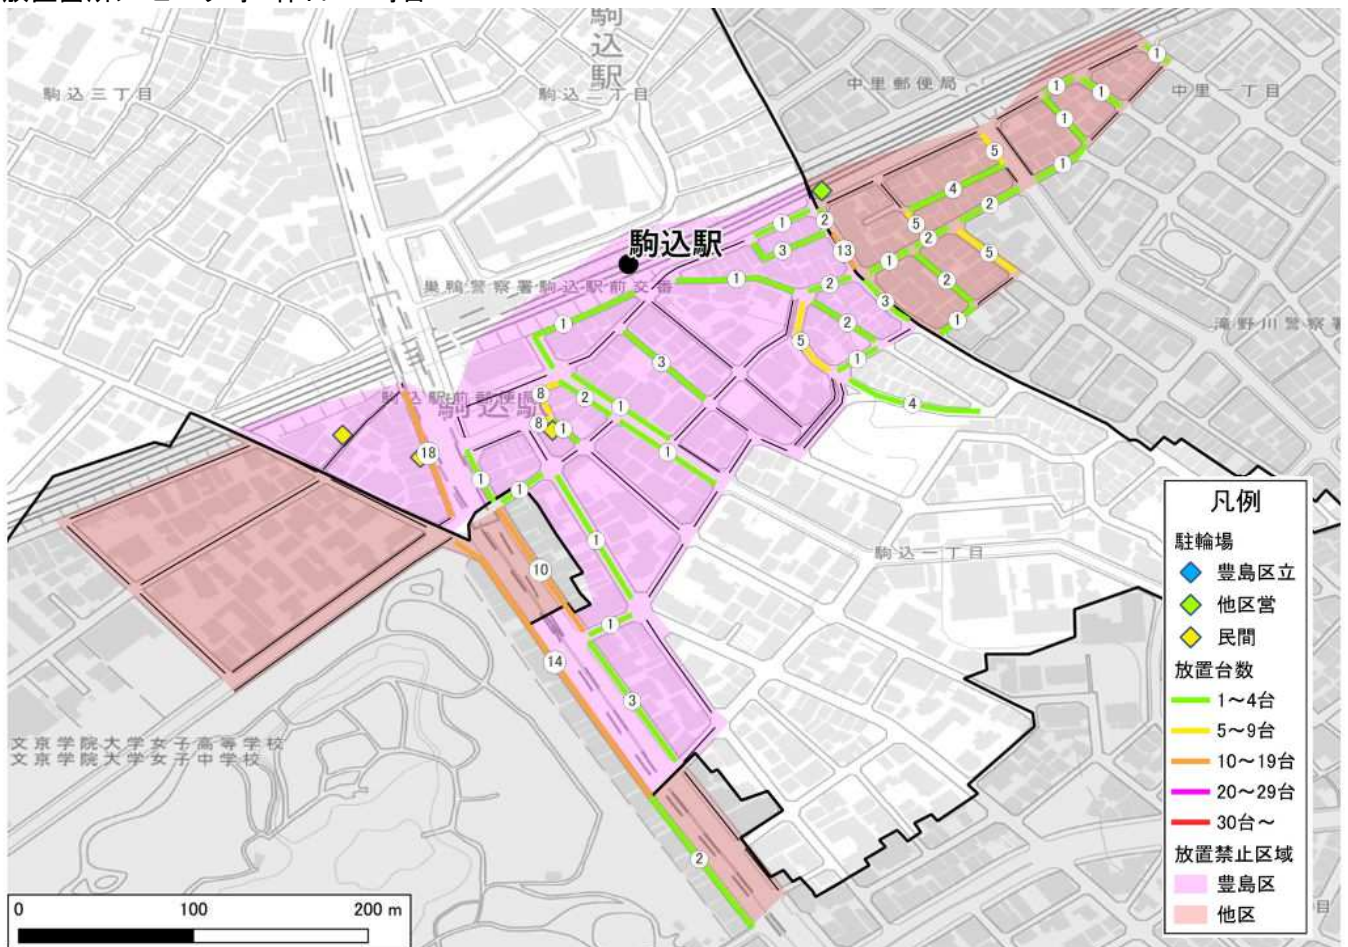 駒込駅
駒込三丁目
駒込二丁目
中里郵便局
中里一丁目
1
1
1
1
1
5
4
2
5
2
5
1
2
3
13
駒込駅
1
1
2
2
3
1
巣鴨警察署駒込駅前交番
滝野川警察署
1
2
5
1
3
4
8
2
1
駒込駅前郵便局
駒込駅
8
1
1
18
1
1
駒込一丁目
1
10
1
14
3
2
文京学院大学女子高等学校
文京学院大学女子中学校
凡例
駐輪場
豊島区立
他区営
民間
放置台数
1~4台
5~9台
10~19台
20~29台
30台~
放置禁止区域
豊島区
他区
目
0 100 200 m